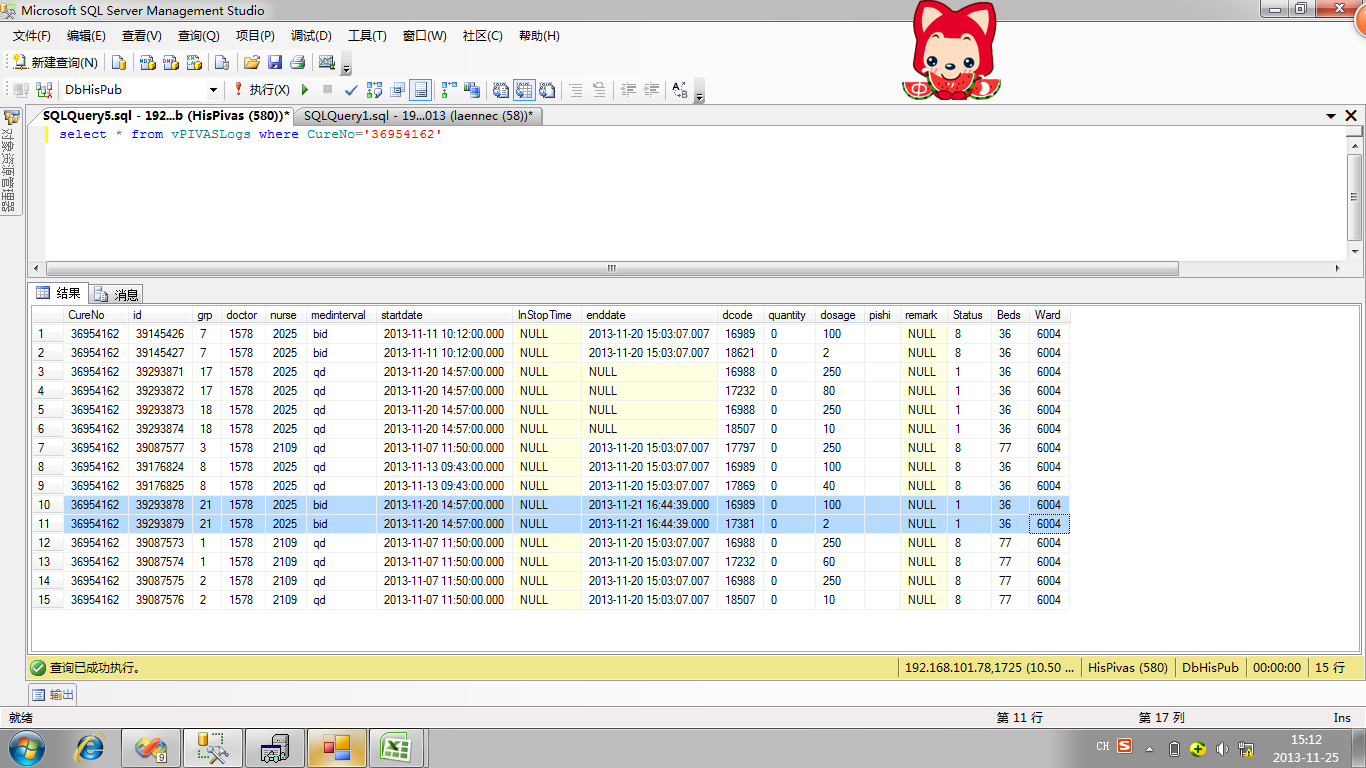 Microsoft SQL Server Management Studio
文件(F) 编辑(E) 查看(V) 查询(Q) 项目(P) 调试(D) 工具(T) 窗口(W) 社区(C) 帮助(H)
新建查询(N)
DbHisPub 执行(X)
SQLQuery5.sql - 192...b (HisPivas (580))* SQLQuery1.sql - 19...013 (laennec (58))*
对象资源管理器
select * from vPIVASLogs where CureNo='36954162'
结果 消息
CureNo id grp doctor nurse medinterval startdate InStopTime enddate dcode quantity dosage pishi remark Status Beds Ward
1 36954162 39145426 7 1578 2025 bid 2013-11-11 10:12:00.000 NULL 2013-11-20 15:03:07.007 16989 0 100 NULL 8 36 6004
2 36954162 39145427 7 1578 2025 bid 2013-11-11 10:12:00.000 NULL 2013-11-20 15:03:07.007 18621 0 2 NULL 8 36 6004
3 36954162 39293871 17 1578 2025 qd 2013-11-20 14:57:00.000 NULL NULL 16988 0 250 NULL 1 36 6004
4 36954162 39293872 17 1578 2025 qd 2013-11-20 14:57:00.000 NULL NULL 17232 0 80 NULL 1 36 6004
5 36954162 39293873 18 1578 2025 qd 2013-11-20 14:57:00.000 NULL NULL 16988 0 250 NULL 1 36 6004
6 36954162 39293874 18 1578 2025 qd 2013-11-20 14:57:00.000 NULL NULL 18507 0 10 NULL 1 36 6004
7 36954162 39087577 3 1578 2109 qd 2013-11-07 11:50:00.000 NULL 2013-11-20 15:03:07.007 17797 0 250 NULL 8 77 6004
8 36954162 39176824 8 1578 2025 qd 2013-11-13 09:43:00.000 NULL 2013-11-20 15:03:07.007 16989 0 100 NULL 8 36 6004
9 36954162 39176825 8 1578 2025 qd 2013-11-13 09:43:00.000 NULL 2013-11-20 15:03:07.007 17869 0 40 NULL 8 36 6004
10 36954162 39293878 21 1578 2025 bid 2013-11-20 14:57:00.000 NULL 2013-11-21 16:44:39.000 16989 0 100 NULL 1 36 6004
11 36954162 39293879 21 1578 2025 bid 2013-11-20 14:57:00.000 NULL 2013-11-21 16:44:39.000 17381 0 2 NULL 1 36 6004
12 36954162 39087573 1 1578 2109 qd 2013-11-07 11:50:00.000 NULL 2013-11-20 15:03:07.007 16988 0 250 NULL 8 77 6004
13 36954162 39087574 1 1578 2109 qd 2013-11-07 11:50:00.000 NULL 2013-11-20 15:03:07.007 17232 0 60 NULL 8 77 6004
14 36954162 39087575 2 1578 2109 qd 2013-11-07 11:50:00.000 NULL 2013-11-20 15:03:07.007 16988 0 250 NULL 8 77 6004
15 36954162 39087576 2 1578 2109 qd 2013-11-07 11:50:00.000 NULL 2013-11-20 15:03:07.007 18507 0 10 NULL 8 77 6004
查询已成功执行。 192.168.101.78,1725 (10.50 ... HisPivas (580) DbHisPub 00:00:00 15 行
输出
就绪 第 11 行 第 17 列 Ins
9 CH S 15:12
2013-11-25